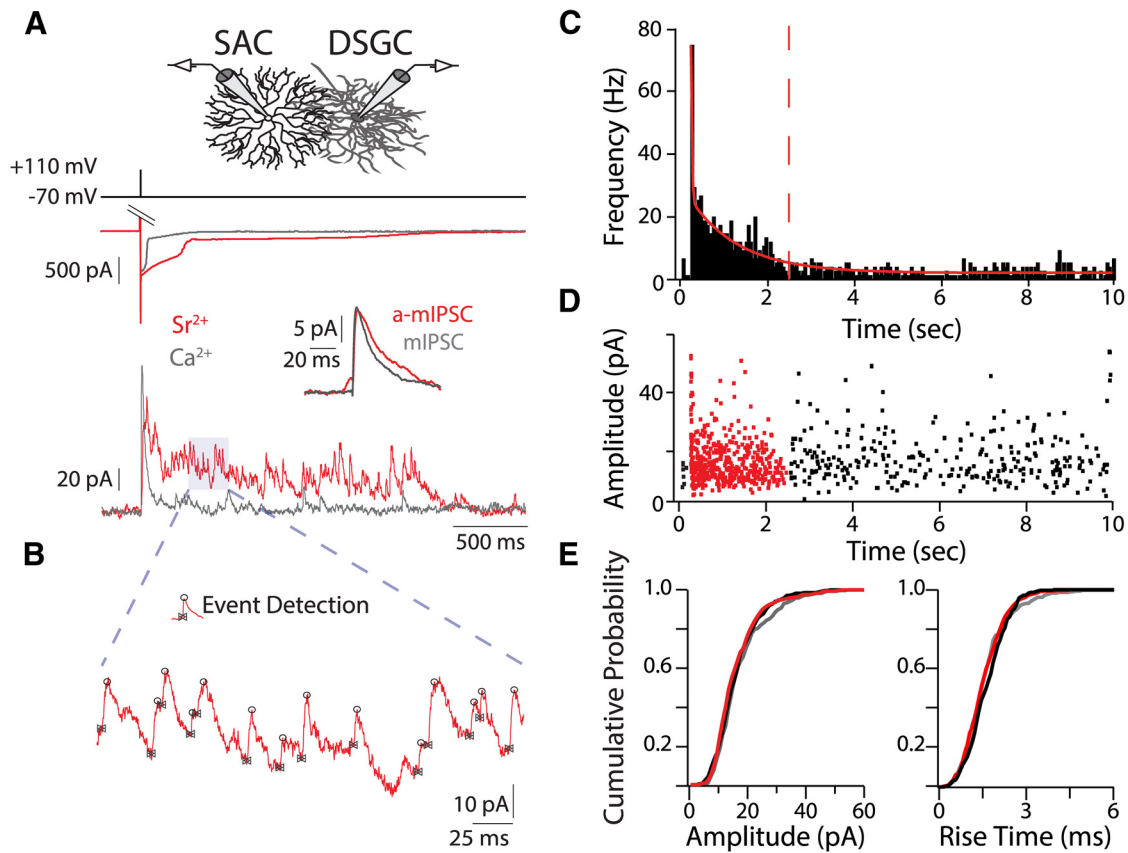 A
SAC DSGC
+110 mV
-70 mV
500 pA
Sr2+
Ca2+
5 pA
20 ms
a-mIPSC
mIPSC
20 pA
500 ms
B
Event Detection
10 pA
25 ms
C
Frequency (Hz)
80
60
40
20
0
0 2 4 6 8 10
Time (sec)
D
Amplitude (pA)
40
0
0 2 4 6 8 10
Time (sec)
E
Cumulative Probability
1.0
0.6
0.2
0 20 40 60
Amplitude (pA)
1.0
0.6
0.2
0 3 6
Rise Time (ms)